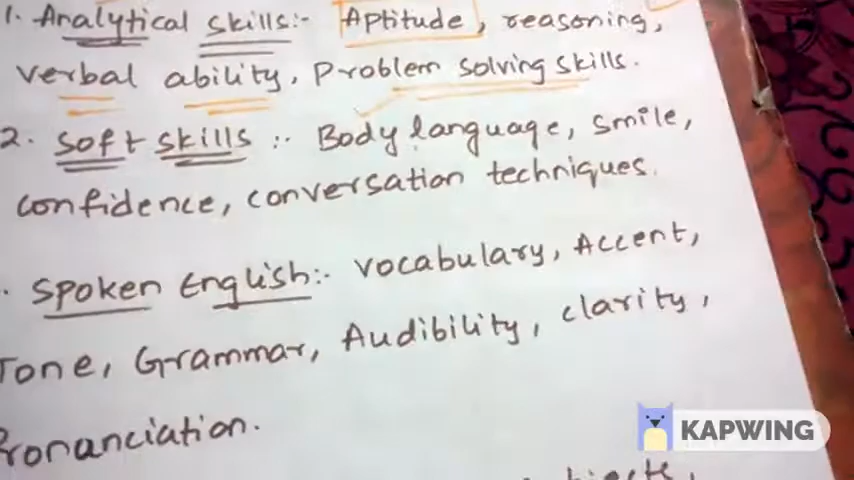 1. Analytical skills:- Aptitude, reasoning,
verbal ability, Problem solving skills.
2. Soft skills :- Body language, smile,
confidence, conversation techniques.
. Spoken English:- vocabulary, Accent,
Tone, Grammar, Audibility, clarity,
Pronanciation.
KAPWING